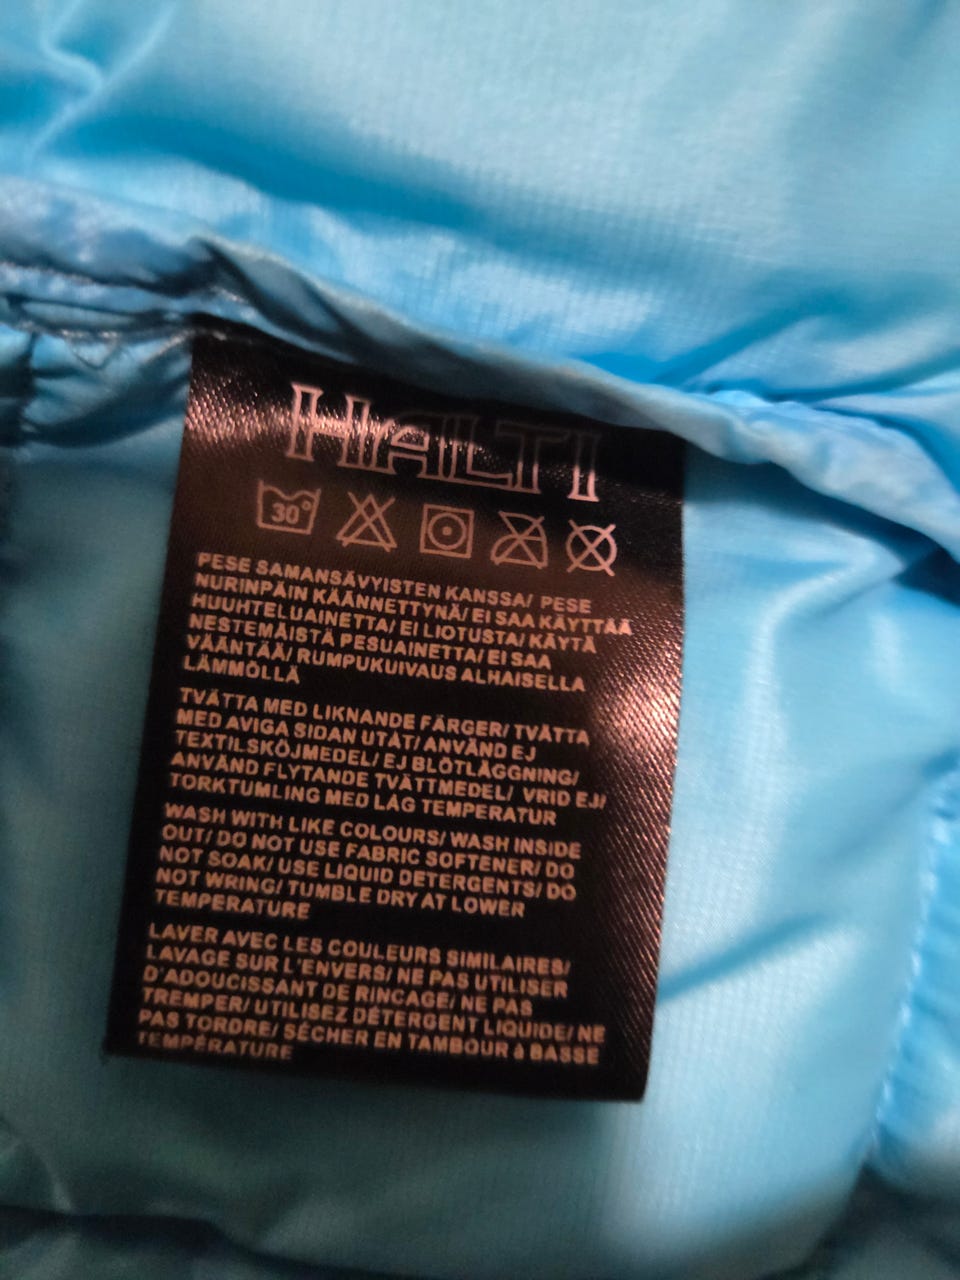 HALTI
30°
PESE SAMANSÄVYISTEN KANSSA/ PESE
NURINPÄIN KÄÄNNETTYNÄ/ EI SAA KÄYTTÄÄ
HUUHTELUAINETTA/ EI LIOTUSTA/ KÄYTÄ
NESTEMÄISTÄ PESUAINETTA/ EI SAA
VÄÄNTÄÄ/ RUMPUKUIVAUS ALHAISELLA
LÄMMÖLLÄ
TVÄTTA MED LIKNANDE FÄRGER/ TVÄTTA
MED AVIGA SIDAN UTÅT/ ANVÄND EJ
TEXTILSKÖJMEDEL/ EJ BLÖTLÄGGNING/
ANVÄND FLYTANDE TVÄTTMEDEL/ VRID EJ/
TORKTUMLING MED LÅG TEMPERATUR
WASH WITH LIKE COLOURS/ WASH INSIDE
OUT/ DO NOT USE FABRIC SOFTENER/ DO
NOT SOAK/ USE LIQUID DETERGENTS/ DO
NOT WRING/ TUMBLE DRY AT LOWER
TEMPERATURE
LAVER AVEC LES COULEURS SIMILAIRES/
LAVAGE SUR L'ENVERS/ NE PAS UTILISER
D'ADOUCISSANT DE RINCAGE/ NE PAS
TREMPER/ UTILISEZ DÉTERGENT LIQUIDE/ NE
PAS TORDRE/ SÉCHER EN TAMBOUR à BASSE
TEMPÉRATURE